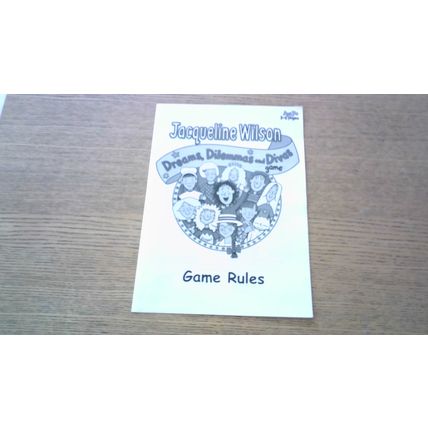 Jacqueline Wilson
Dreams, Dilemmas and Divas
game
Game Rules